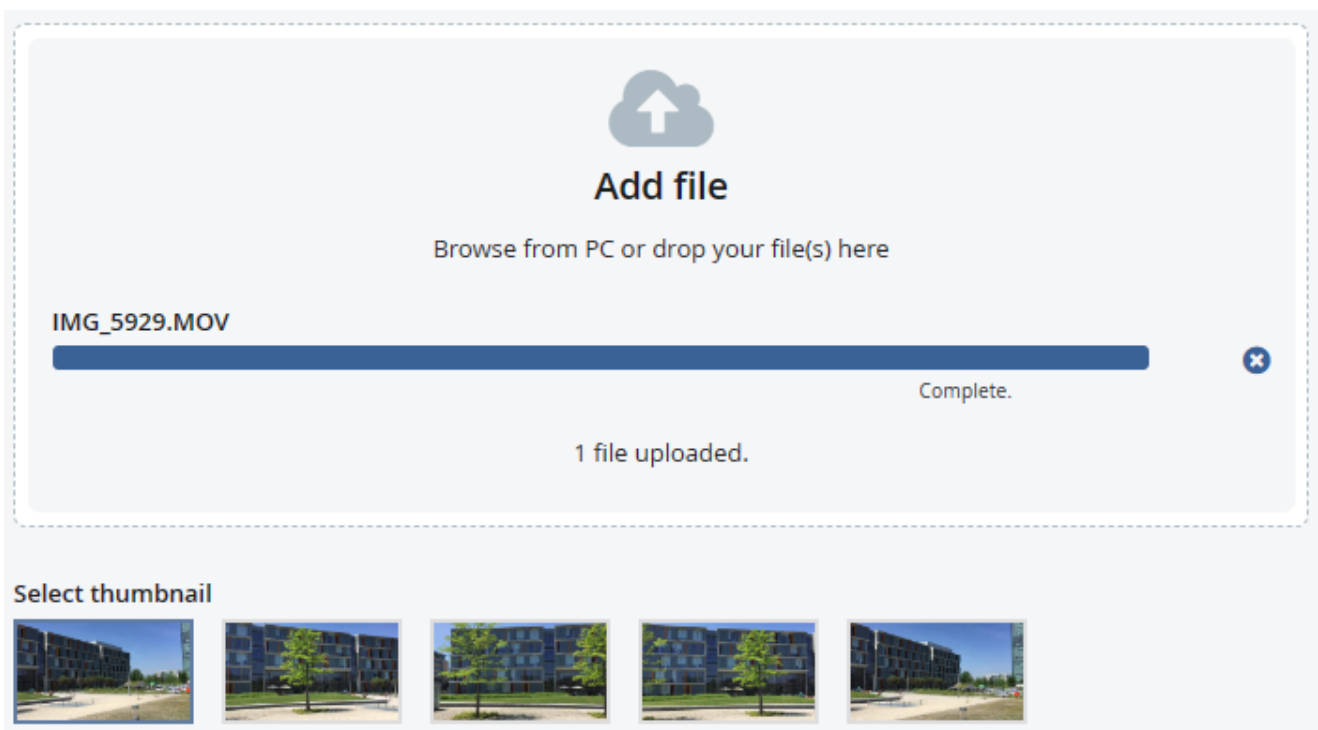 Add file
Browse from PC or drop your file(s) here
IMG_5929.MOV
Complete.
1 file uploaded.
Select thumbnail